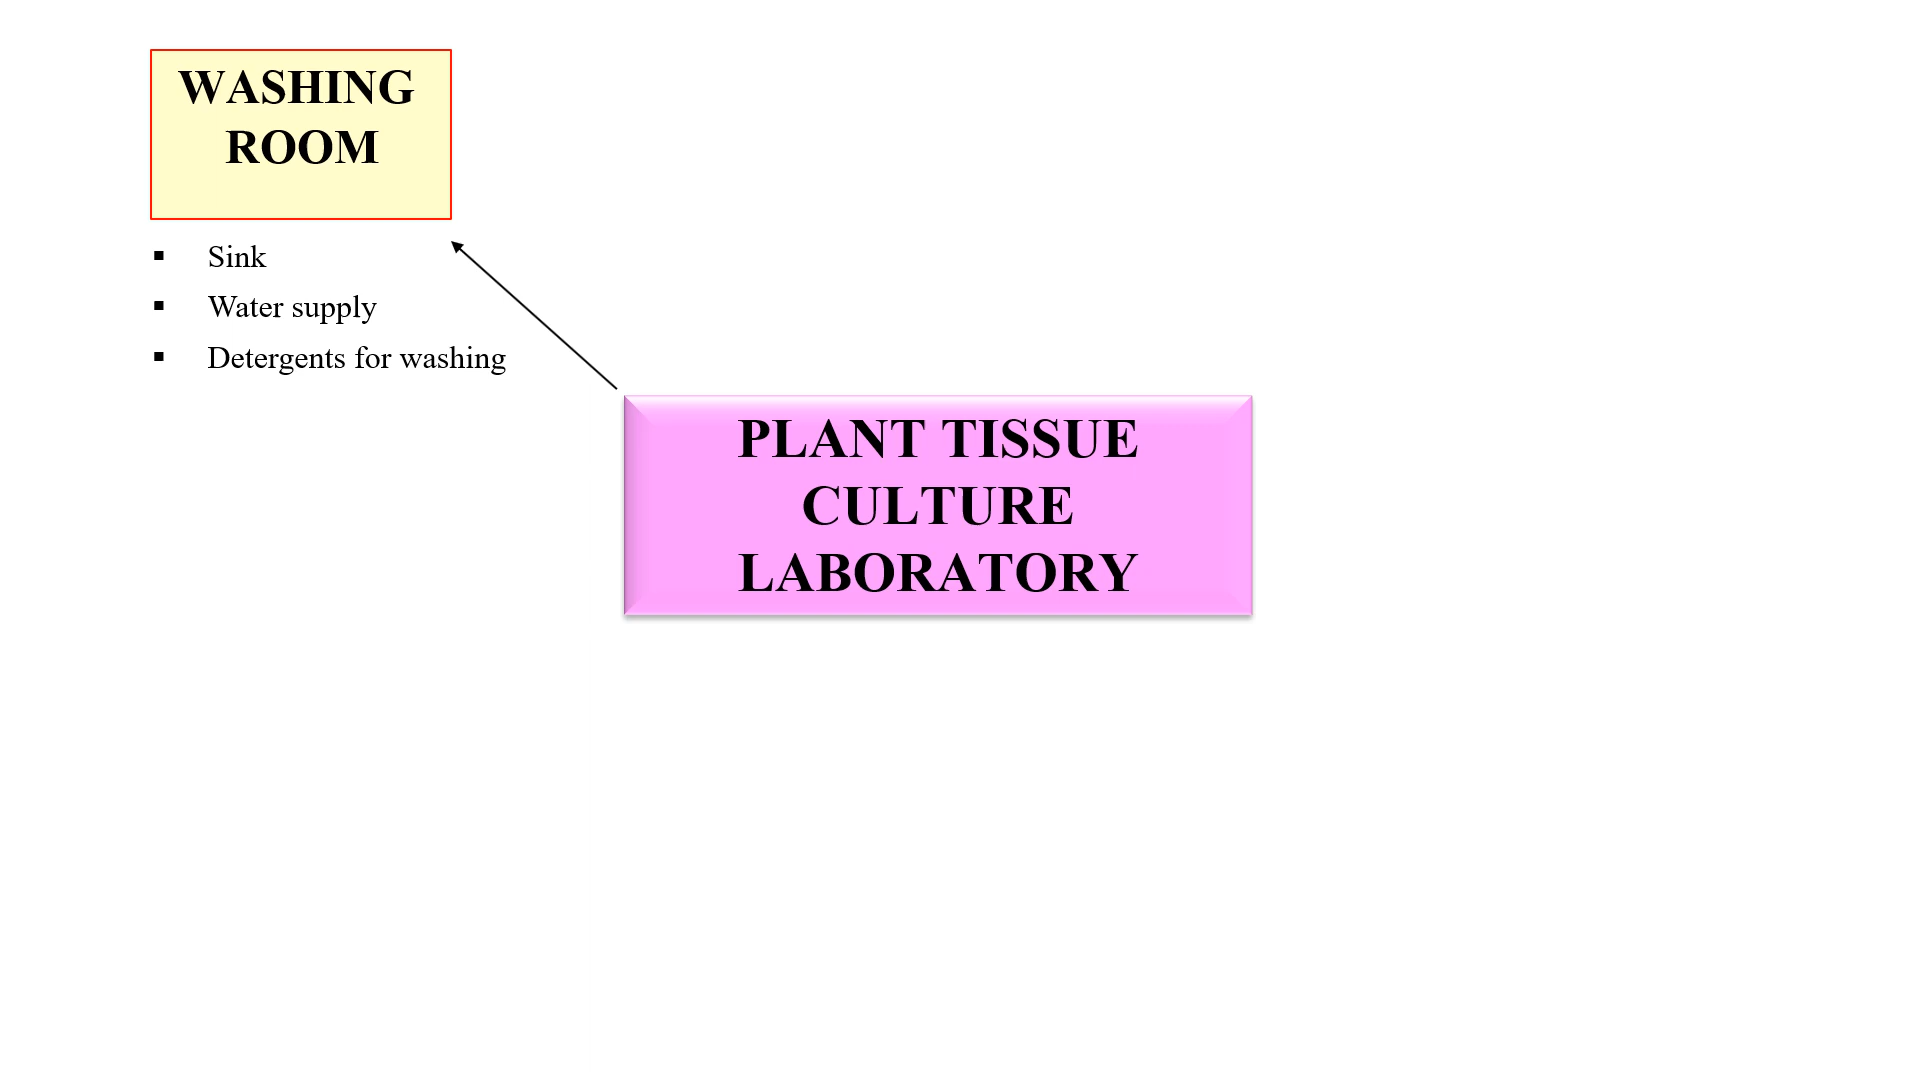 WASHING
ROOM
▪ Sink
▪ Water supply
▪ Detergents for washing
PLANT TISSUE
CULTURE
LABORATORY